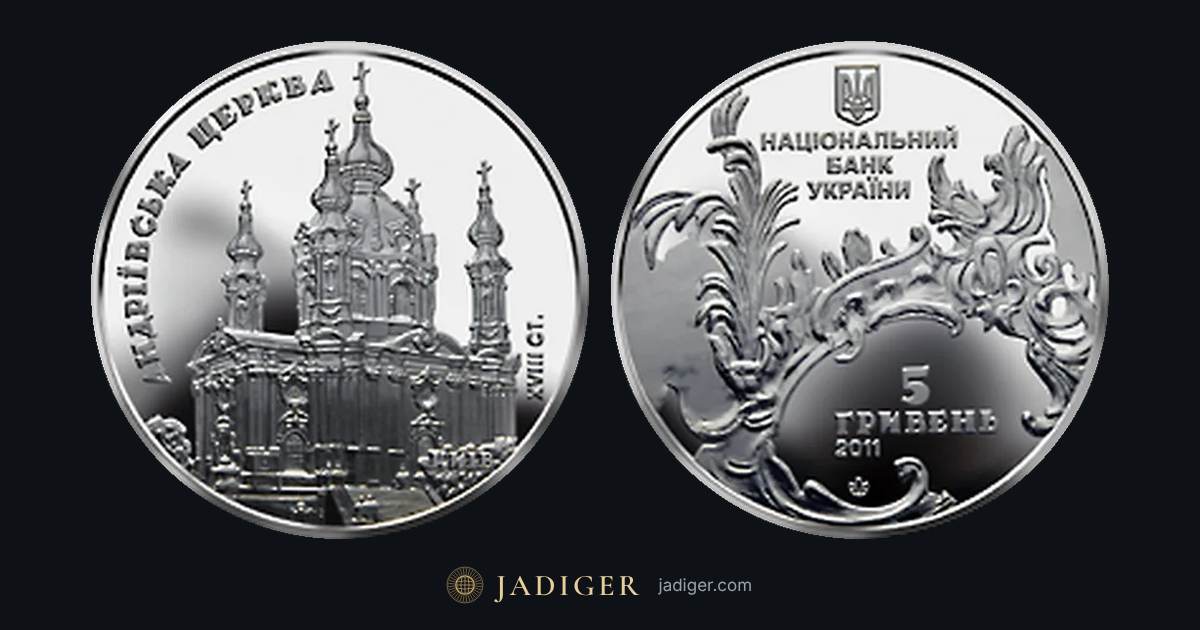 АНДРІЇВСЬКА ЦЕРКВА
XVIII СТ.
КИЇВ
НАЦІОНАЛЬНИЙ
БАНК
УКРАЇНИ
5
ГРИВЕНЬ
2011
JADIGER jadiger.com